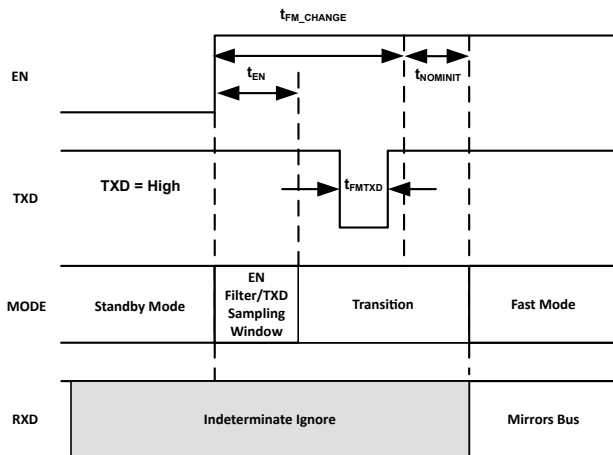 tFM_CHANGE
EN
tEN
tNOMINIT
TXD
TXD = High
tFMTXD
MODE
Standby Mode
EN
Filter/TXD
Sampling
Window
Transition
Fast Mode
RXD
Indeterminate Ignore
Mirrors Bus